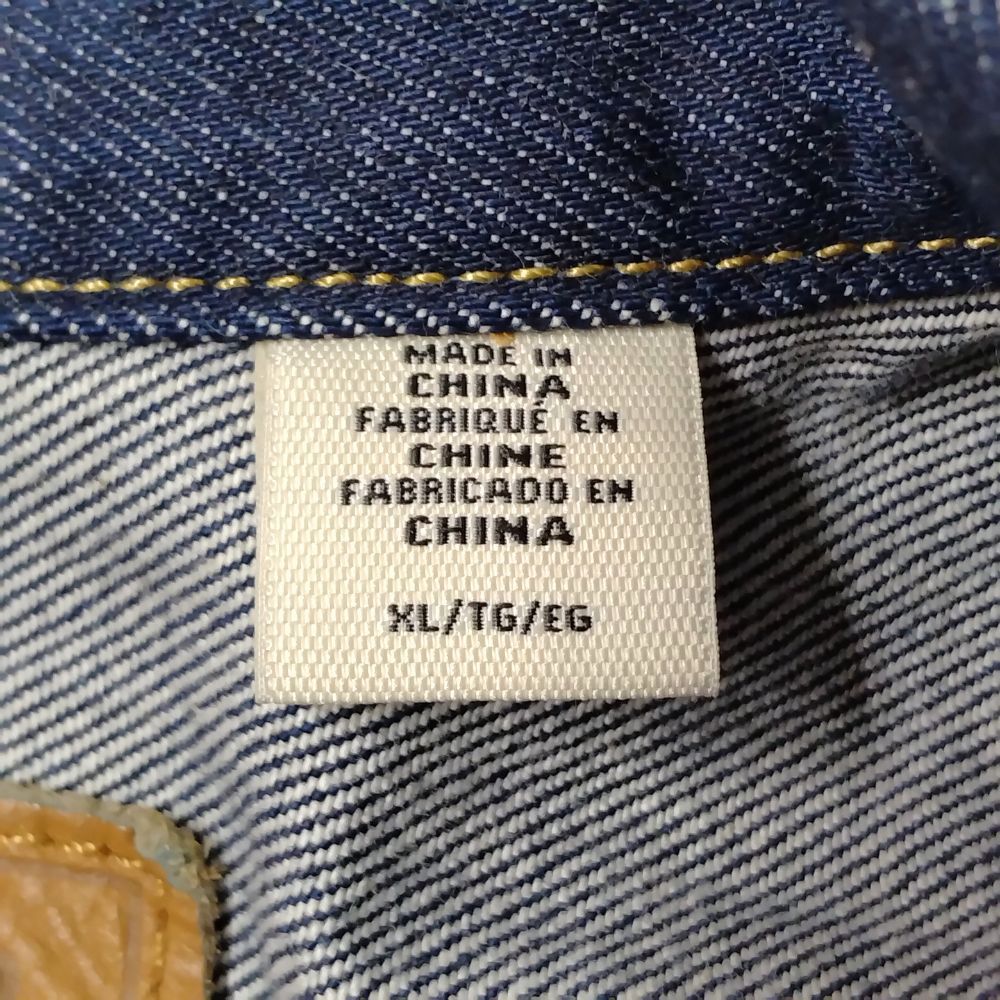 MADE IN
CHINA
FABRIQUÉ EN
CHINE
FABRICADO EN
CHINA
XL/TG/EG